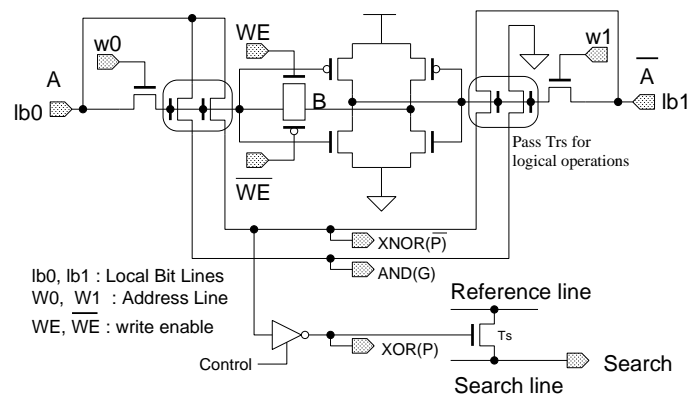 WE
w0
w1
A
A
B
lb0
lb1
Pass Trs for
logical operations
WE
XNOR(P)
AND(G)
lb0, lb1 : Local Bit Lines
W0, W1 : Address Line
WE, WE : write enable
Reference line
Control
XOR(P)
Ts
Search
Search line